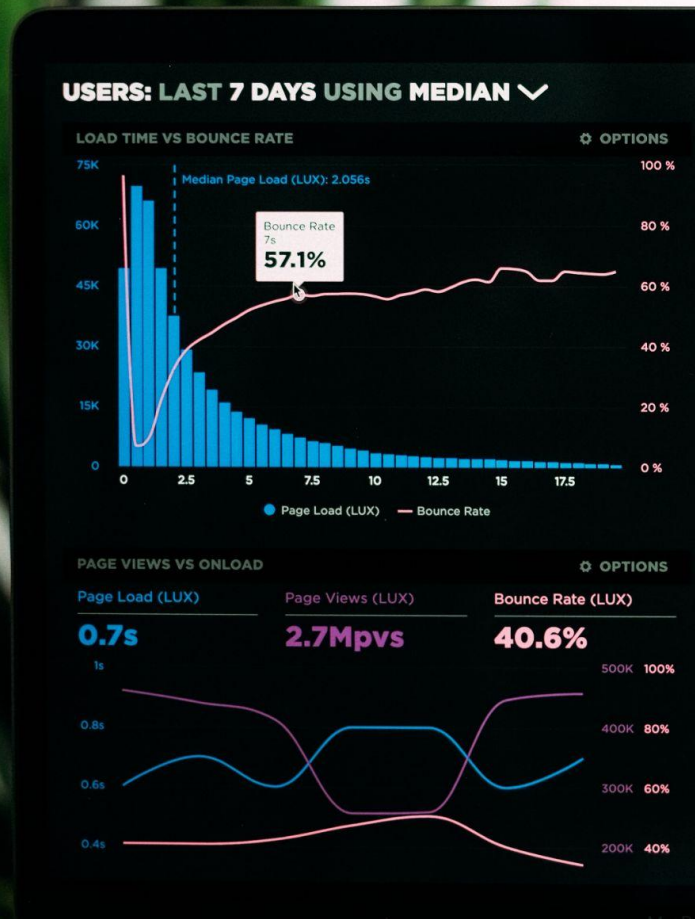 USERS: LAST 7 DAYS USING MEDIAN
LOAD TIME VS BOUNCE RATE
OPTIONS
75K
100 %
Median Page Load (LUX): 2.056s
60K
80 %
Bounce Rate
7s
57.1%
45K
60 %
30K
40 %
15K
20 %
0
0 %
0 2.5 5 7.5 10 12.5 15 17.5
Page Load (LUX)
Bounce Rate
PAGE VIEWS VS ONLOAD
OPTIONS
Page Load (LUX)
Page Views (LUX)
Bounce Rate (LUX)
0.7s
2.7Mpvs
40.6%
1s
500K 100%
0.8s
400K 80%
0.6s
300K 60%
0.4s
200K 40%